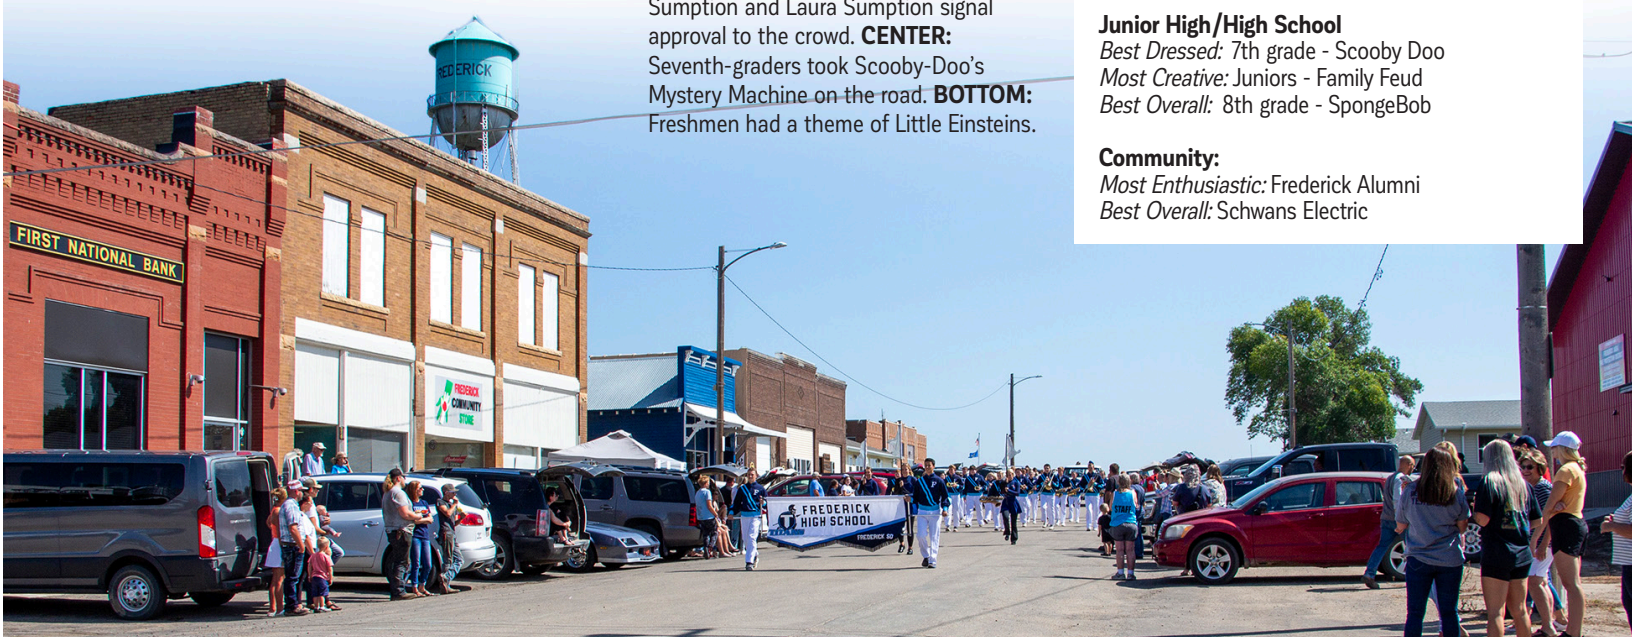 Sumption and Laura Sumption signal
approval to the crowd. CENTER:
Seventh-graders took Scooby-Doo’s
Mystery Machine on the road. BOTTOM:
Freshmen had a theme of Little Einsteins.
Junior High/High School
Best Dressed: 7th grade - Scooby Doo
Most Creative: Juniors - Family Feud
Best Overall: 8th grade - SpongeBob
Community:
Most Enthusiastic: Frederick Alumni
Best Overall: Schwans Electric
FREDERICK
FIRST NATIONAL BANK
FREDERICK
COMMUNITY
STORE
FREDERICK
HIGH SCHOOL
FREDERICK SD
STAFF